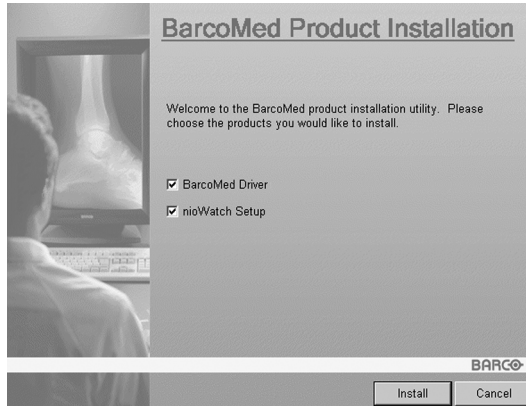 BarcoMed Product Installation
Welcome to the BarcoMed product installation utility. Please
choose the products you would like to install.
BarcoMed Driver
nioWatch Setup
BARCO
Install
Cancel